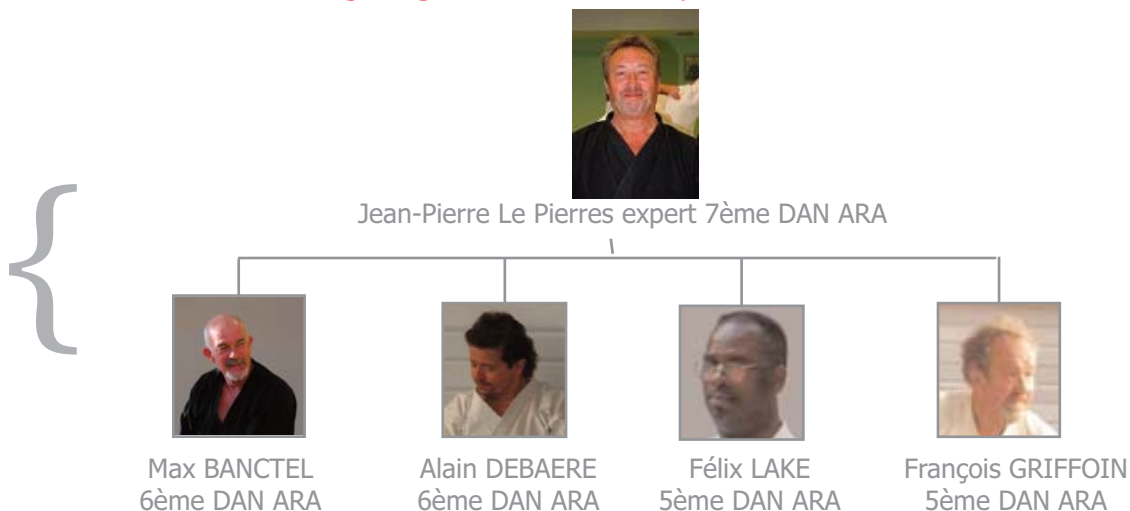 Jean-Pierre Le Pierres expert 7ème DAN ARA
Max BANCTEL
6ème DAN ARA
Alain DEBAERE
6ème DAN ARA
Félix LAKE
5ème DAN ARA
François GRIFFOIN
5ème DAN ARA